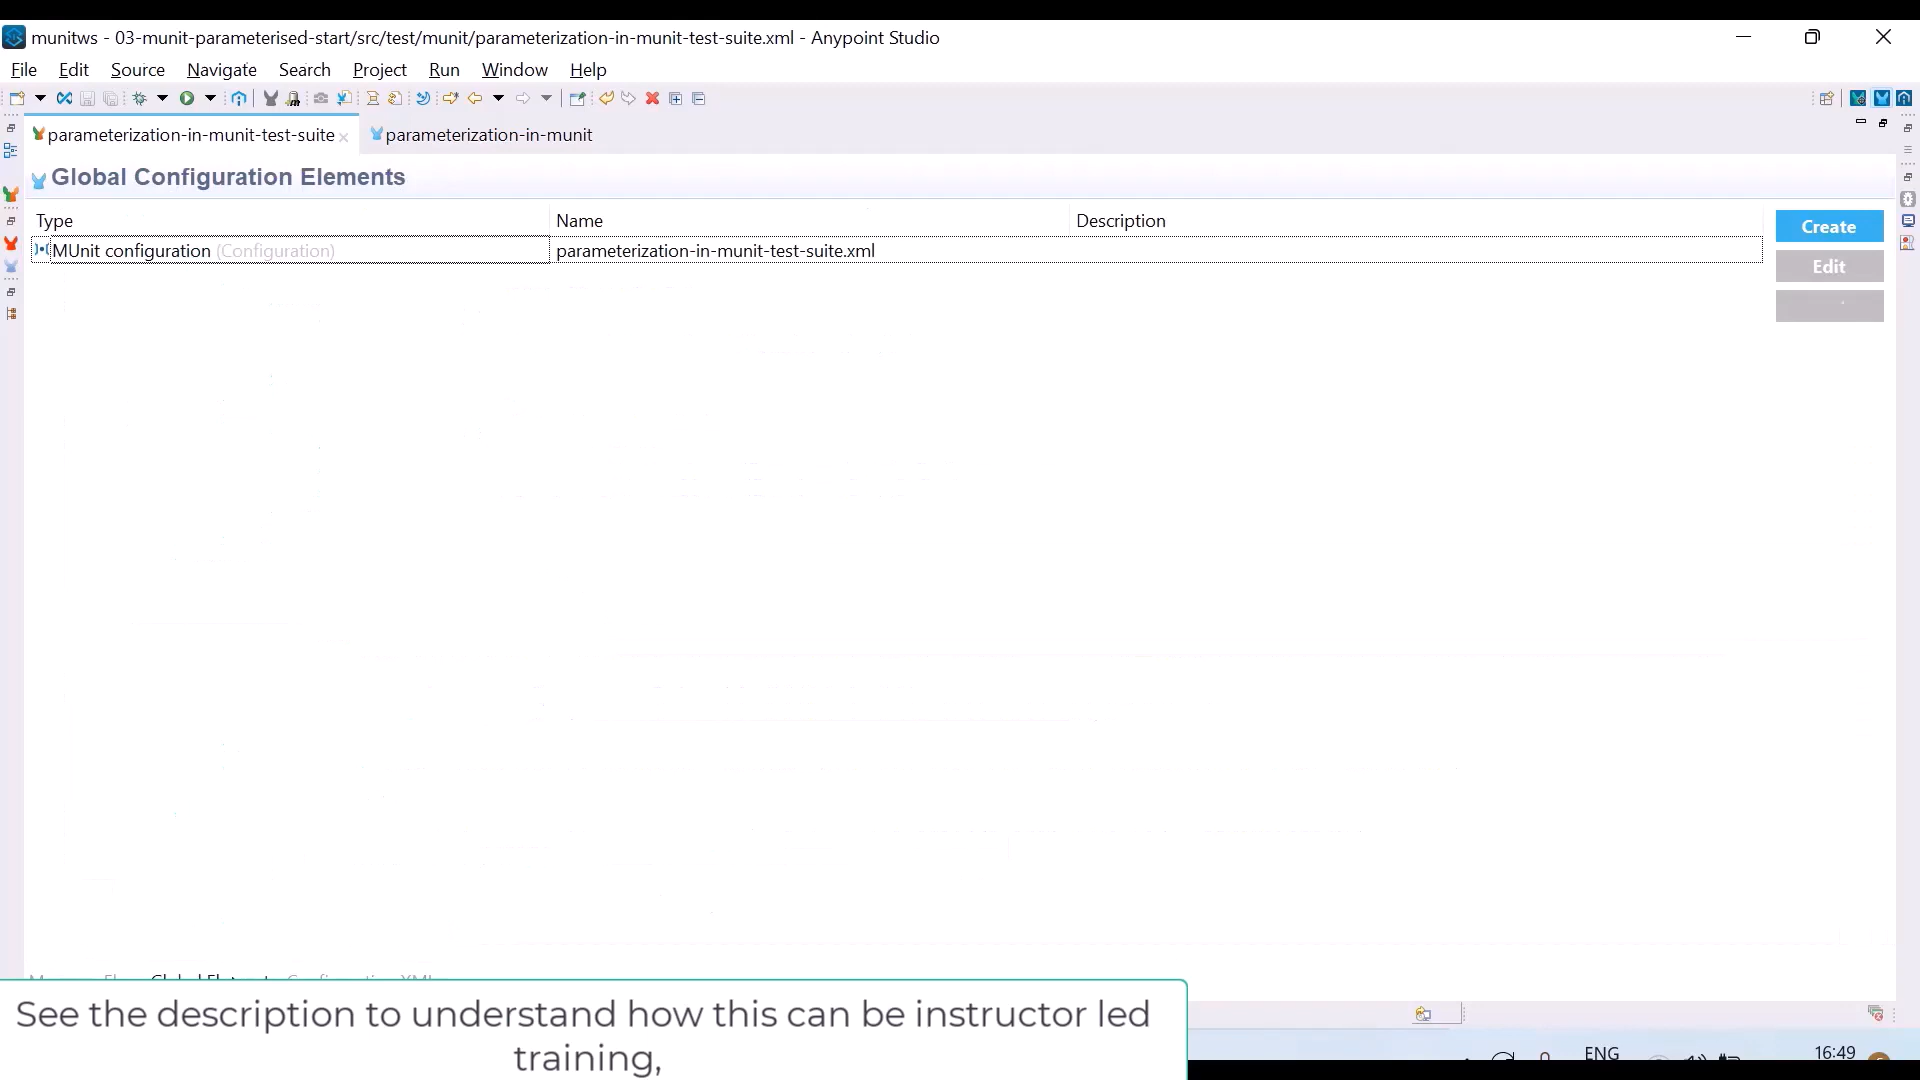 munitws - 03-munit-parameterised-start/src/test/munit/parameterization-in-munit-test-suite.xml - Anypoint Studio
File Edit Source Navigate Search Project Run Window Help
parameterization-in-munit-test-suite parameterization-in-munit
Global Configuration Elements
Type Name Description
Create
MUnit configuration (Configuration) parameterization-in-munit-test-suite.xml
Edit
See the description to understand how this can be instructor led
training,
ENG 16:49